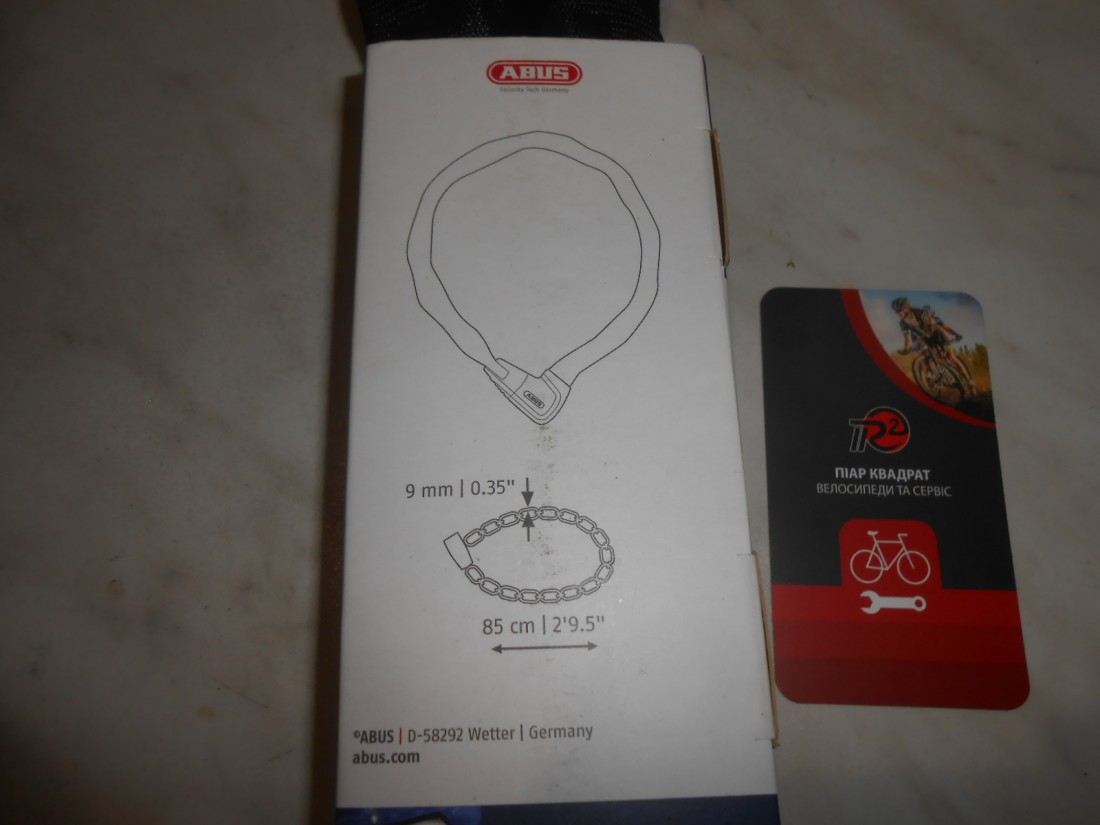 ABUS
Security Tech Germany
ABUS
9 mm | 0.35"
85 cm | 2'9.5"
©ABUS | D-58292 Wetter | Germany
abus.com
R2
ПІАР КВАДРАТ
ВЕЛОСИПЕДИ ТА СЕРВІС